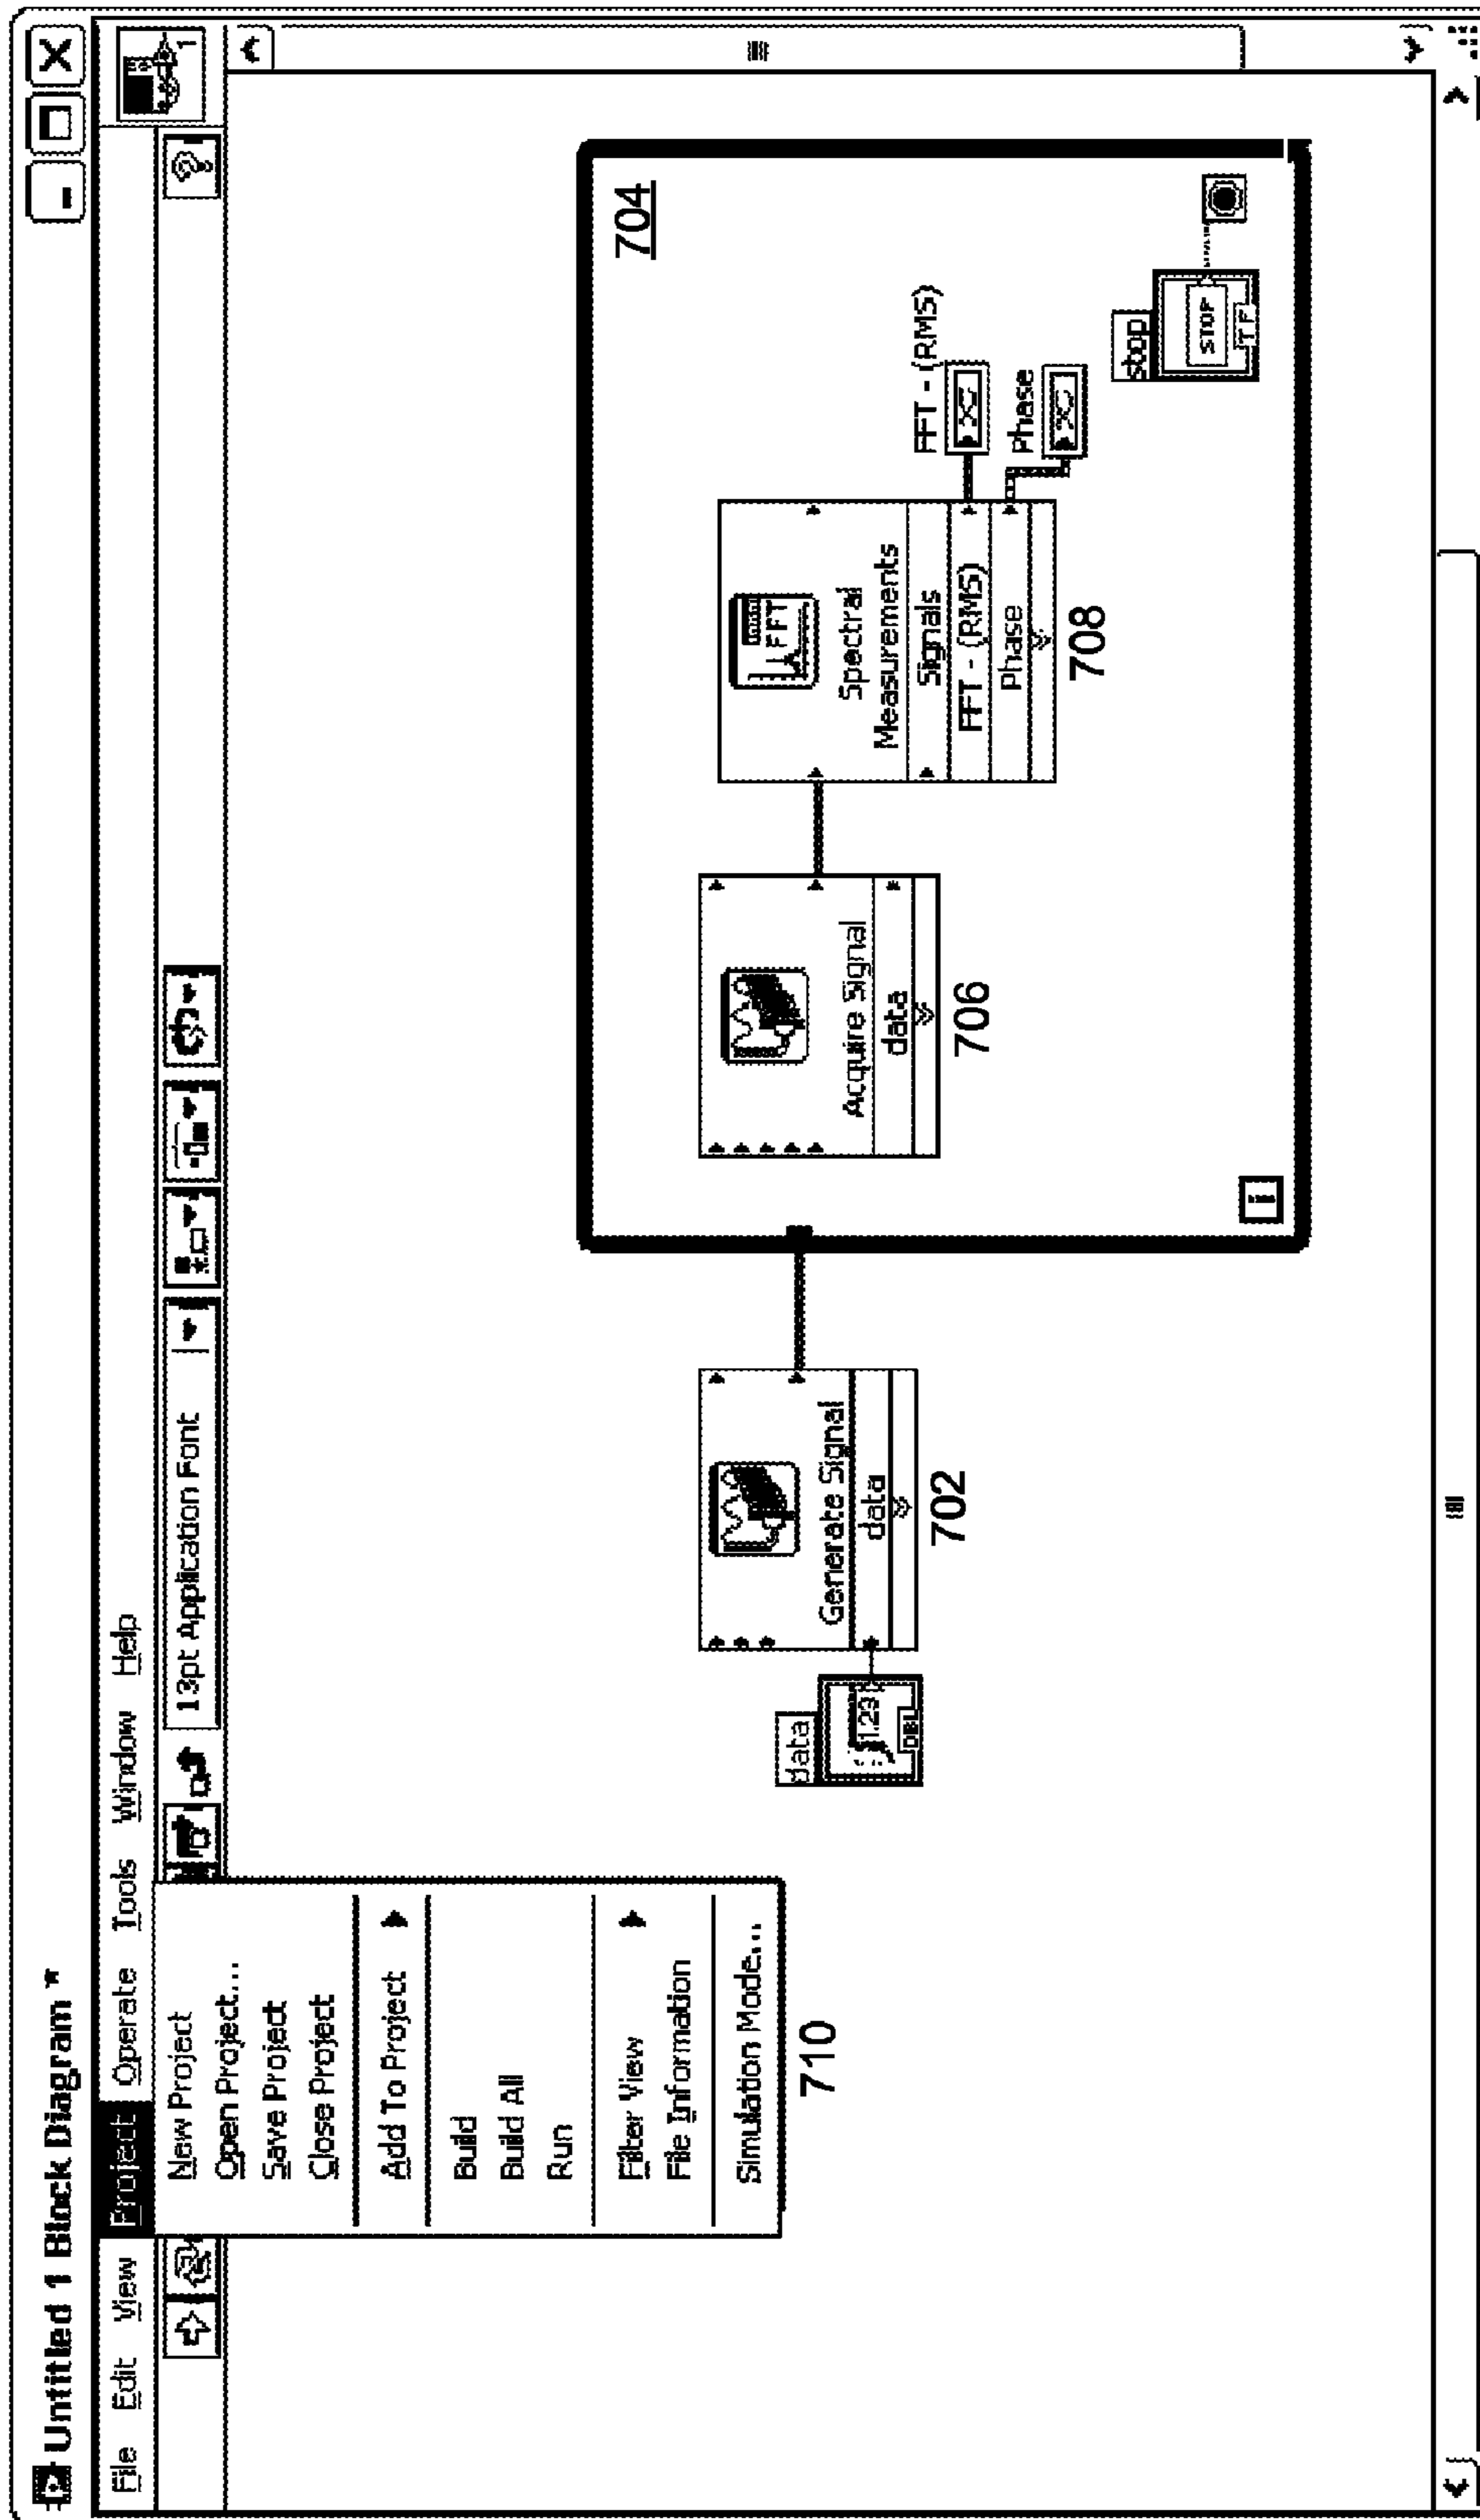 Untitled 1 Block Diagram *
File Edit View Project Operate Tools Window Help
13pt Application Font
?
1
New Project
Open Project...
Save Project
Close Project
Add To Project
Build
Build All
Run
Filter View
File Information
Simulation Mode...
710
data
1.23
DBL
Generate Signal
data
702
704
Acquire Signal
data
706
FFT
Spectral
Measurements
Signals
FFT - (RMS)
Phase
708
FFT - (RMS)
Phase
stop
STOP
TF
i